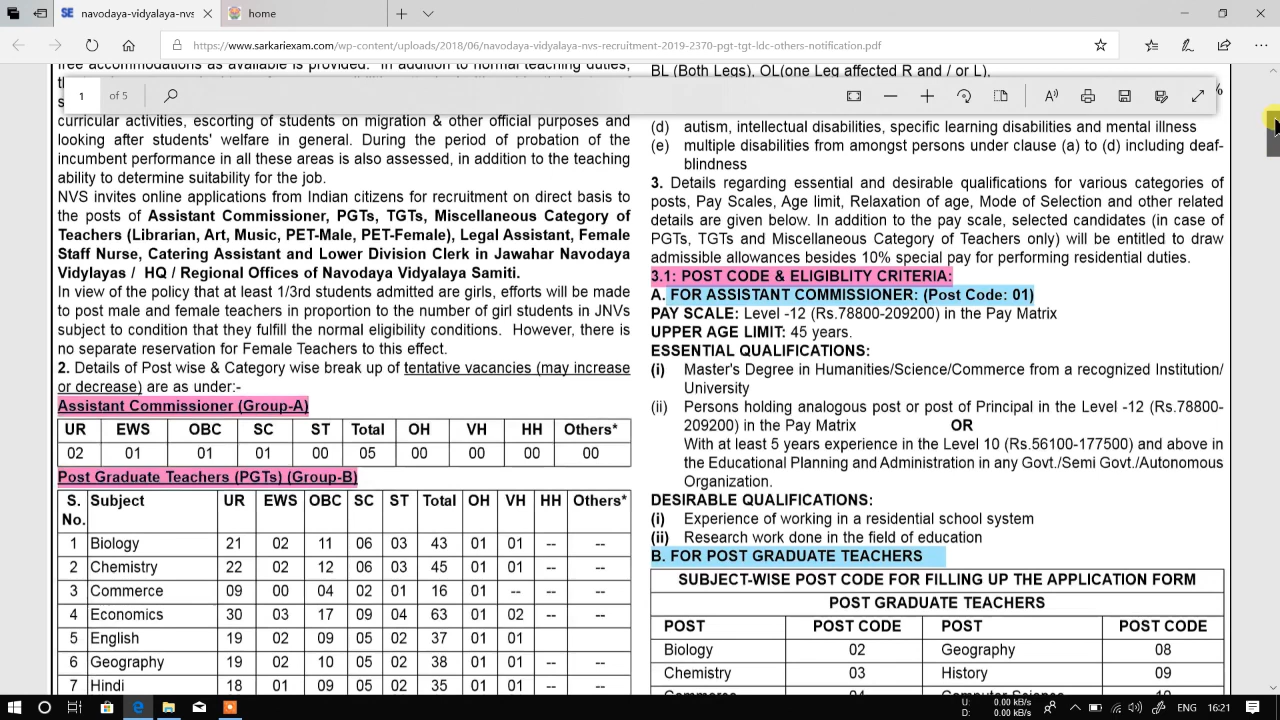 navodaya-vidyalaya-nvs
home
https://www.sarkariexam.com/wp-content/uploads/2018/06/navodaya-vidyalaya-nvs-recruitment-2019-2370-pgt-tgt-ldc-others-notification.pdf
1 of 5
free accommodations as available is provided. In addition to normal teaching duties,
curricular activities, escorting of students on migration & other official purposes and
looking after students' welfare in general. During the period of probation of the
incumbent performance in all these areas is also assessed, in addition to the teaching
ability to determine suitability for the job.
NVS invites online applications from Indian citizens for recruitment on direct basis to
the posts of Assistant Commissioner, PGTs, TGTs, Miscellaneous Category of
Teachers (Librarian, Art, Music, PET-Male, PET-Female), Legal Assistant, Female
Staff Nurse, Catering Assistant and Lower Division Clerk in Jawahar Navodaya
Vidylayas / HQ / Regional Offices of Navodaya Vidyalaya Samiti.
In view of the policy that at least 1/3rd students admitted are girls, efforts will be made
to post male and female teachers in proportion to the number of girl students in JNVs
subject to condition that they fulfill the normal eligibility conditions. However, there is
no separate reservation for Female Teachers to this effect.
2. Details of Post wise & Category wise break up of tentative vacancies (may increase
or decrease) are as under:-
Assistant Commissioner (Group-A)
UR EWS OBC SC ST Total OH VH HH Others*
02 01 01 01 00 05 00 00 00 00
Post Graduate Teachers (PGTs) (Group-B)
S. No. Subject UR EWS OBC SC ST Total OH VH HH Others*
1 Biology 21 02 11 06 03 43 01 01 -- --
2 Chemistry 22 02 12 06 03 45 01 01 -- --
3 Commerce 09 00 04 02 01 16 01 -- -- --
4 Economics 30 03 17 09 04 63 01 02
5 English 19 02 09 05 02 37 01 01
6 Geography 19 02 10 05 02 38 01 01 -- --
7 Hindi 18 01 09 05 02 35 01 01 -- --
BL (Both Legs), OL(one Leg affected R and / or L),
%
(d) autism, intellectual disabilities, specific learning disabilities and mental illness
(e) multiple disabilities from amongst persons under clause (a) to (d) including deaf-
blindness
3. Details regarding essential and desirable qualifications for various categories of
posts, Pay Scales, Age limit, Relaxation of age, Mode of Selection and other related
details are given below. In addition to the pay scale, selected candidates (in case of
PGTs, TGTs and Miscellaneous Category of Teachers only) will be entitled to draw
admissible allowances besides 10% special pay for performing residential duties.
3.1: POST CODE & ELIGIBLITY CRITERIA:
A. FOR ASSISTANT COMMISSIONER: (Post Code: 01)
PAY SCALE: Level -12 (Rs.78800-209200) in the Pay Matrix
UPPER AGE LIMIT: 45 years.
ESSENTIAL QUALIFICATIONS:
(i) Master's Degree in Humanities/Science/Commerce from a recognized Institution/
University
(ii) Persons holding analogous post or post of Principal in the Level -12 (Rs.78800-
209200) in the Pay Matrix OR
With at least 5 years experience in the Level 10 (Rs.56100-177500) and above in
the Educational Planning and Administration in any Govt./Semi Govt./Autonomous
Organization.
DESIRABLE QUALIFICATIONS:
(i) Experience of working in a residential school system
(ii) Research work done in the field of education
B. FOR POST GRADUATE TEACHERS
SUBJECT-WISE POST CODE FOR FILLING UP THE APPLICATION FORM
POST GRADUATE TEACHERS
POST POST CODE POST POST CODE
Biology 02 Geography 08
Chemistry 03 History 09
Commerce 04 Computer Science 10
U: 0.00 kB/s
D: 0.00 kB/s
ENG 16:21